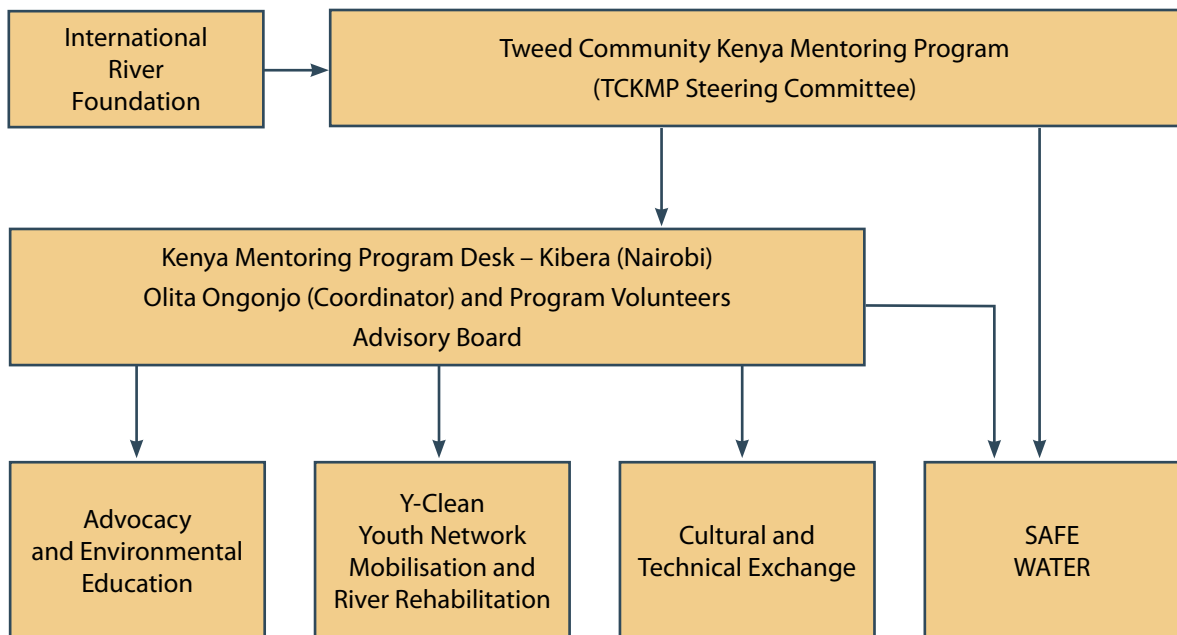 International
River
Foundation
Tweed Community Kenya Mentoring Program
(TCKMP Steering Committee)
Kenya Mentoring Program Desk – Kibera (Nairobi)
Olita Ongonjo (Coordinator) and Program Volunteers
Advisory Board
Advocacy
and Environmental
Education
Y-Clean
Youth Network
Mobilisation and
River Rehabilitation
Cultural and
Technical Exchange
SAFE
WATER